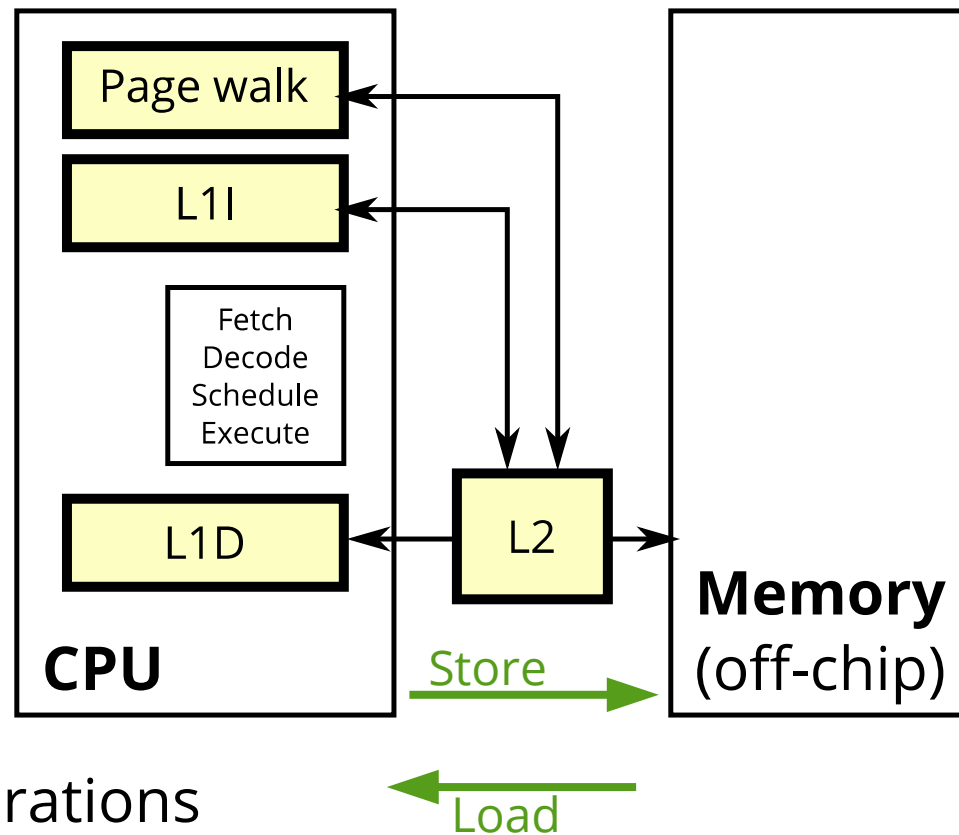 Page walk
L1I
Fetch
Decode
Schedule
Execute
L1D
L2
CPU
Memory
(off-chip)
Store
Load
rations